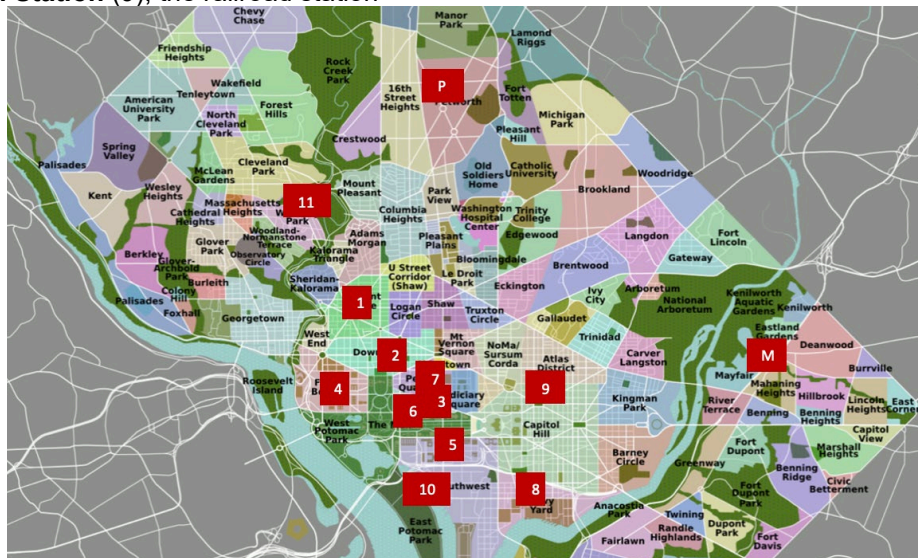 Station (9), the railroad station
Chevy
Chase
Manor
Park
Lamond
Riggs
Friendship
Heights
Rock
Creek
Park
Wakefield
Tenleytown
16th
Street
Heights
P
Fort
Totten
American
University
Park
Forest
Hills
North
Cleveland
Park
Michigan
Park
Spring
Valley
Crestwood
Pleasant
Hill
Palisades
Cleveland
Park
McLean
Gardens
Old
Soldiers
Home
Catholic
University
Woodridge
Kent
Wesley
Heights
Mount
Pleasant
Park
View
Brookland
Massachusetts
Heights
11
Park
Cathedral
Heights
Columbia
Heights
Washington
Hospital
Center
Trinity
College
Woodland-
Normanstone
Terrace
Adams
Morgan
Pleasant
Plains
Edgewood
Langdon
Fort
Lincoln
Glover
Park
Observatory
Circle
Kalorama
Triangle
Berkley
Glover-
Archbold
Park
Bloomingdale
Brentwood
Gateway
Burleith
Sheridan-
Kalorama
U Street
Corridor
(Shaw)
Le Droit
Park
Eckington
Ivy
City
Arboretum
National
Arboretum
Kenilworth
Aquatic
Gardens
Kenilworth
Palisades
Colony
Hill
Foxhall
1
Logan
Circle
Shaw
Truxton
Circle
Gallaudet
Georgetown
Trinidad
Eastland
Gardens
West
End
Mt
Vernon
Square
NoMa/
Sursum
Corda
Atlas
District
Carver
Langston
M
Deanwood
2
Mayfair
Burrville
Roosevelt
Island
4
7
9
Mahaning
Heights
Hillbrook
3
Kingman
Park
River
Terrace
Benning
Benning
Heights
Lincoln
Heights
East
Corner
6
West
Potomac
Park
Capitol
Hill
Capitol
View
5
Fort
Dupont
Marshall
Heights
Barney
Circle
Greenway
Benning
Ridge
10
8
Fort
Dupont
Park
Civic
Betterment
Anacostia
Park
Twining
East
Potomac
Park
Randle
Highlands
Dupont
Park
Fairlawn
Fort
Davis